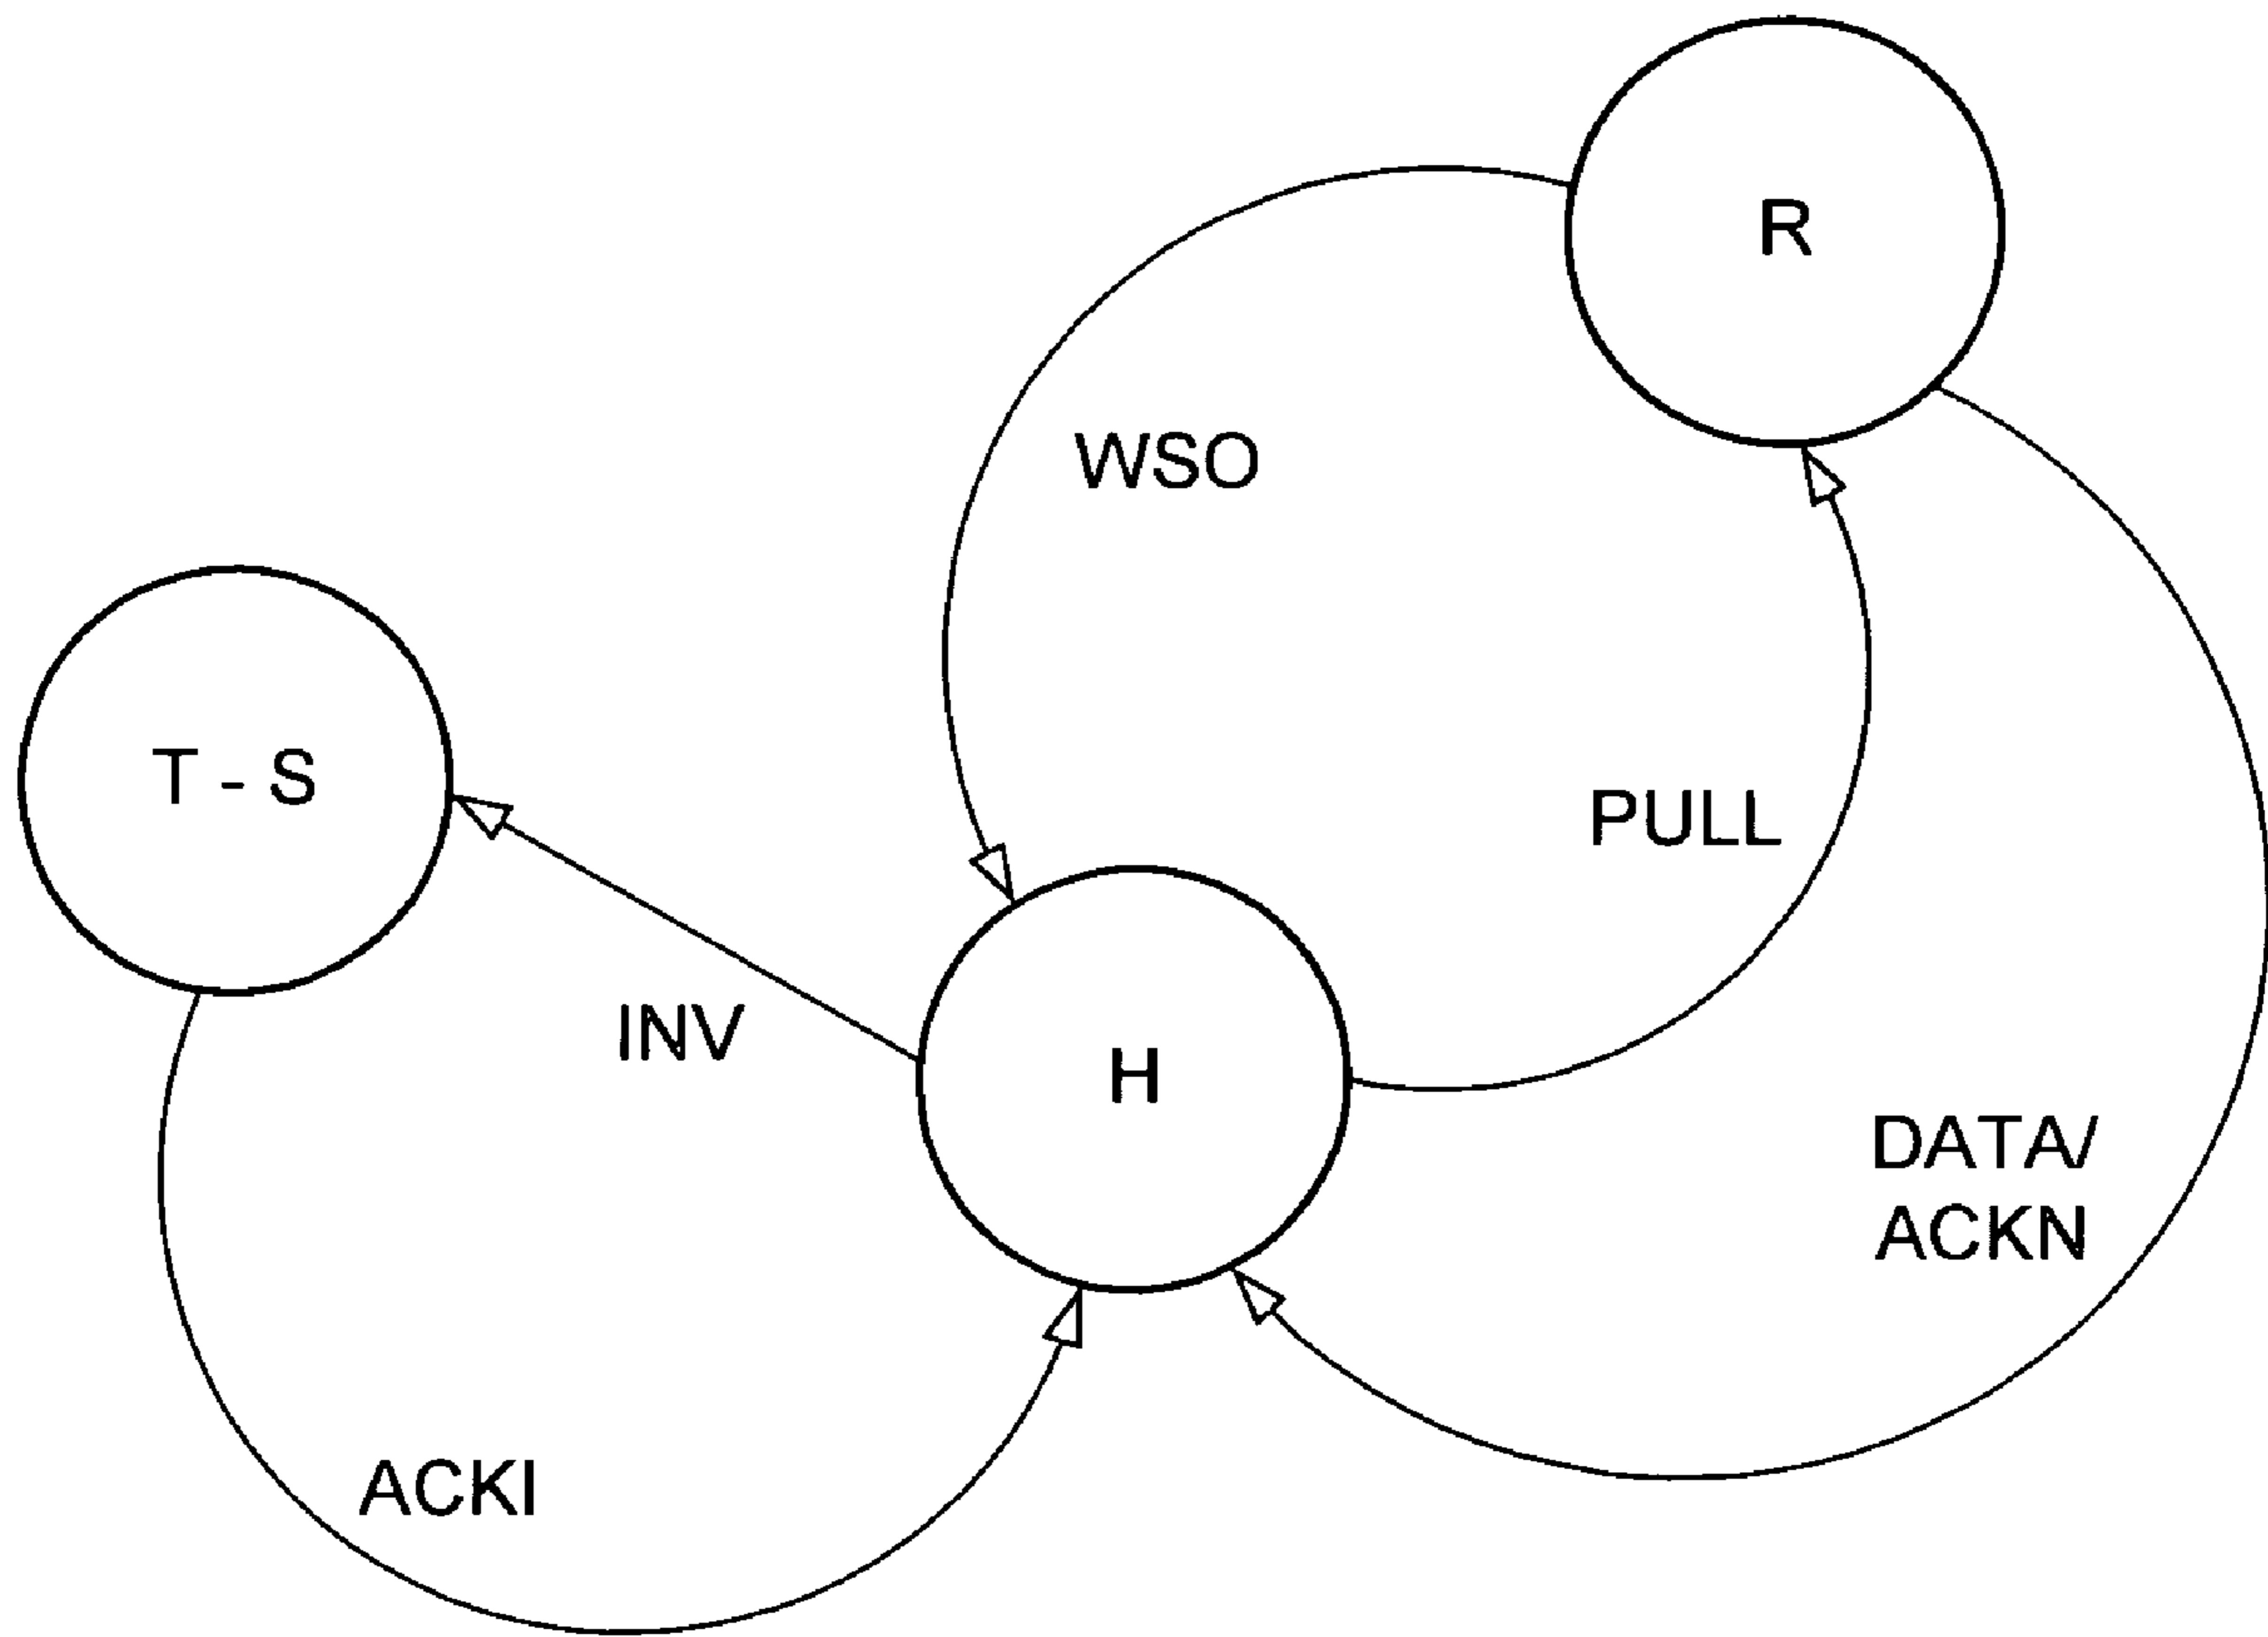 R
WSO
T - S
PULL
INV
H
DATA/
ACKN
ACKI